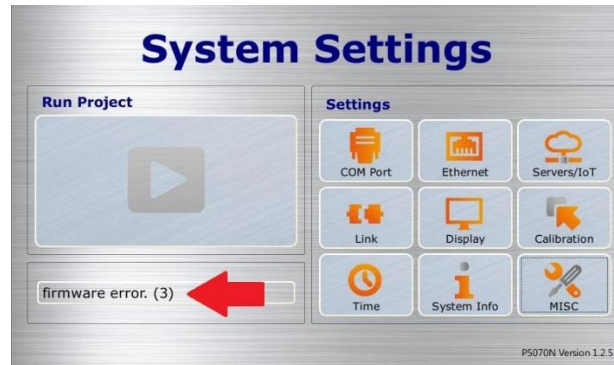 System Settings
Run Project
Settings
COM Port
Ethernet
Servers/IoT
Link
Display
Calibration
firmware error. (3)
Time
System Info
MISC
P5070N Version 1.2.5